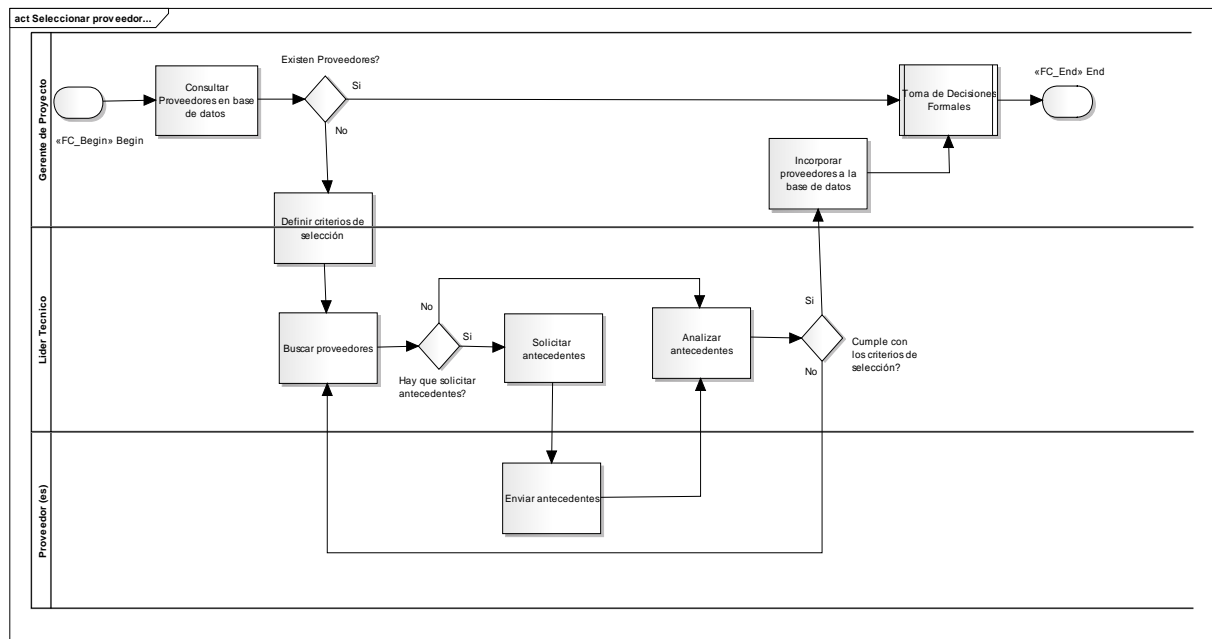 act Seleccionar proveedor...
Gerente de Proyecto
«FC_Begin» Begin
Consultar
Proveedores en base
de datos
Existen Proveedores?
Si
No
Toma de Decisiones
Formales
«FC_End» End
Incorporar
proveedores a la
base de datos
Definir criterios de
selección
Lider Tecnico
Buscar proveedores
No
Si
Hay que solicitar
antecedentes?
Solicitar
antecedentes
Analizar
antecedentes
Si
No
Cumple con
los criterios de
selección?
Proveedor (es)
Enviar antecedentes